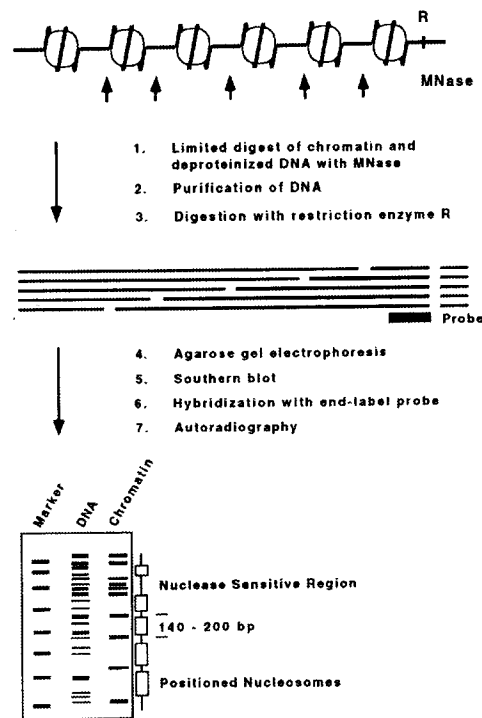 R
MNase
1. Limited digest of chromatin and
deproteinized DNA with MNase
2. Purification of DNA
3. Digestion with restriction enzyme R
Probe
4. Agarose gel electrophoresis
5. Southern blot
6. Hybridization with end-label probe
7. Autoradiography
Marker
DNA
Chromatin
Nuclease Sensitive Region
140 - 200 bp
Positioned Nucleosomes